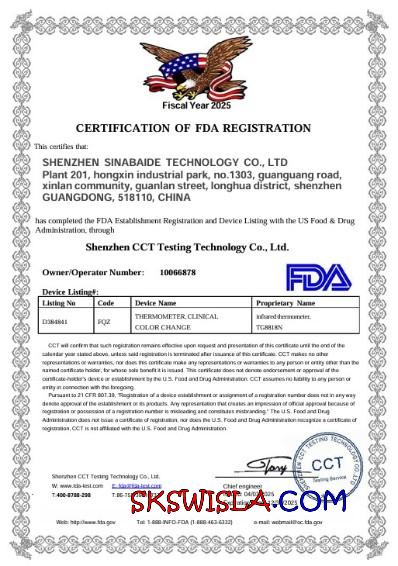 Fiscal Year 2025
CERTIFICATION OF FDA REGISTRATION
This certifies that:
SHENZHEN SINABAIDE TECHNOLOGY CO., LTD
Plant 201, hongxin industrial park, no.1303, guanguang road,
xinlan community, guanlan street, longhua district, shenzhen
GUANGDONG, 518110, CHINA
has completed the FDA Establishment Registration and Device Listing with the US Food & Drug
Administration, through
Shenzhen CCT Testing Technology Co., Ltd.
Owner/Operator Number: 10066878
FDA
Device Listing#:
Listing No Code Device Name Proprietary Name
D384841 FQZ THERMOMETER, CLINICAL COLOR CHANGE infrared thermometer. TG8818N
CCT will confirm that such registration remains effective upon request and presentation of this certificate until the end of the
calendar year stated above, unless said registration is terminated after issuance of this certificate. CCT makes no other
representations or warranties, nor does this certificate make any representations or warranties to any person or entity other than the
named certificate holder, for whose sole benefit it is issued. This certificate does not denote endorsement or approval of the
certificate-holder's device or establishment by the U.S. Food and Drug Administration. CCT assumes no liability to any person or
entity in connection with the foregoing.
Pursuant to 21 CFR 807.39, "Registration of a device establishment or assignment of a registration number does not in any way
denote approval of the establishment or its products. Any representation that creates an impression of official approval because of
registration or possession of a registration number is misleading and constitutes misbranding." The U.S. Food and Drug
Administration does not issue a certificate of registration, nor does the U.S. Food and Drug Administration recognize a certificate of
registration. CCT is not affiliated with the U.S. Food and Drug Administration.
CCT TESTING TECHNOLOGY CO., LTD
CCT
Testing Service
Shenzhen CCT Testing Technology Co., Ltd.
W: www.fda-test.com E: fda@fda-test.com
Chief engineer
T:400-8788-298
SKSWISLA.COM
Web: http://www.fda.gov Tel: 1-888-INFO-FDA (1-888-463-6332) e-mail: webmail@oc.fda.gov